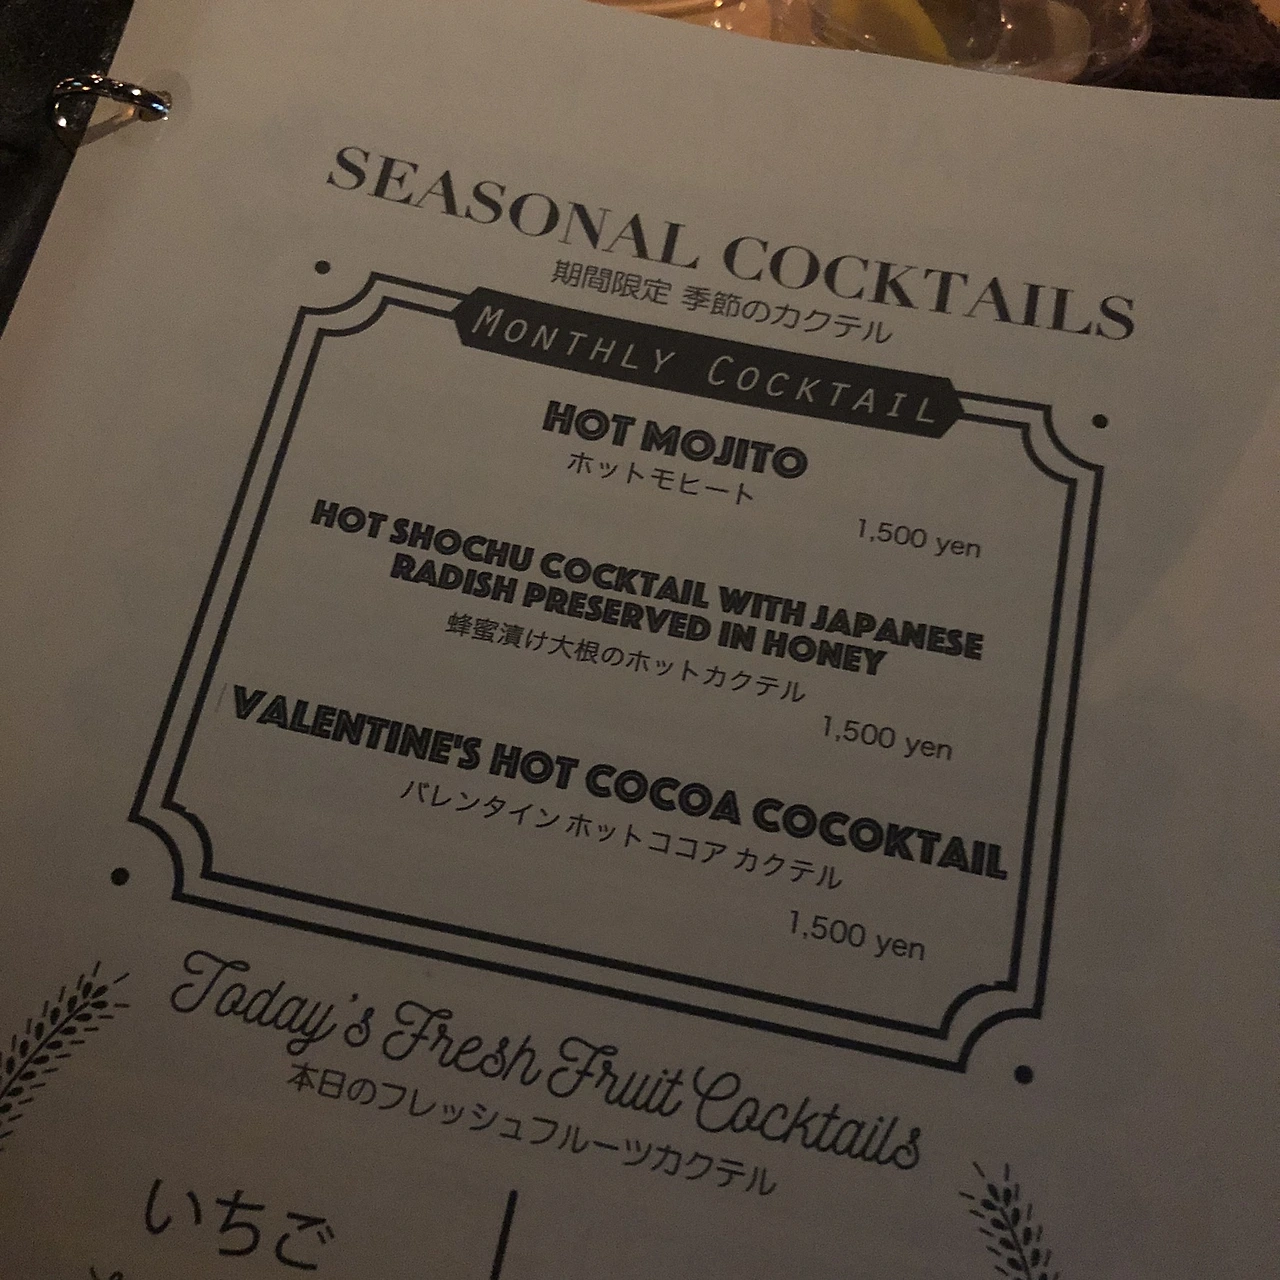 SEASONAL COCKTAILS
期間限定 季節のカクテル
MONTHLY COCKTAIL
HOT MOJITO
ホットモヒート
1,500 yen
HOT SHOCHU COCKTAIL WITH JAPANESE
RADISH PRESERVED IN HONEY
蜂蜜漬け大根のホットカクテル
1,500 yen
VALENTINE'S HOT COCOA COCOKTAIL
バレンタイン ホットココア カクテル
1,500 yen
Today's Fresh Fruit Cocktails
本日のフレッシュフルーツカクテル
いちご